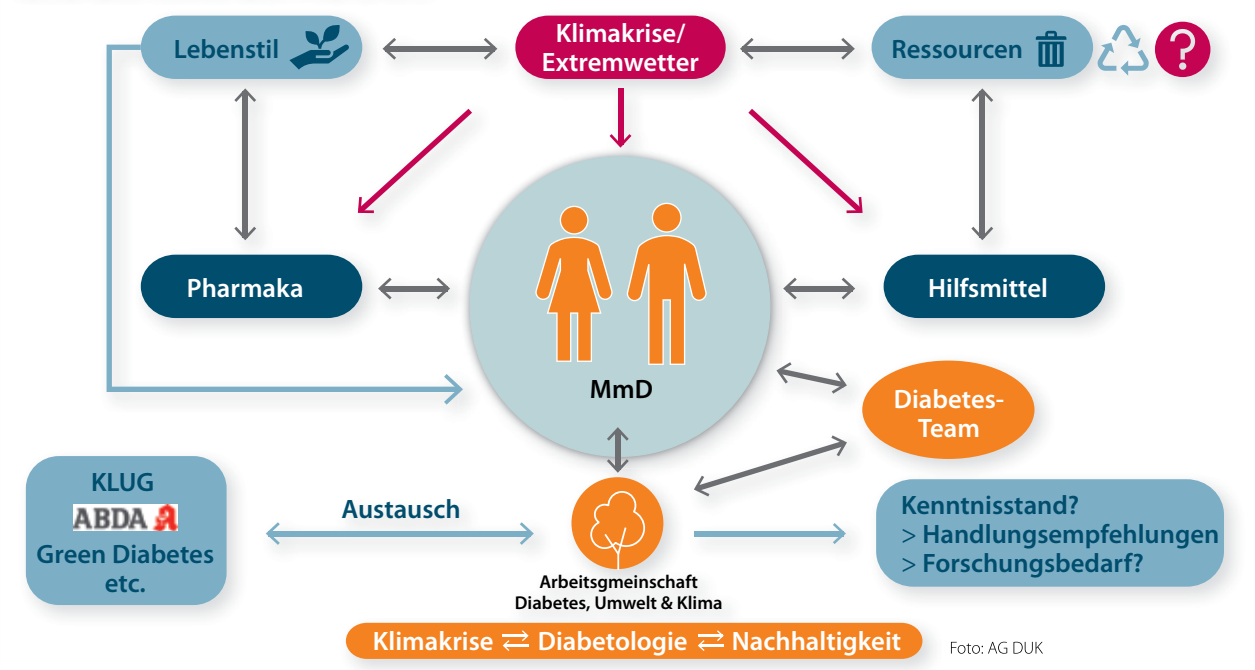 Lebenstil
Klimakrise/
Extremwetter
Ressourcen
?
Pharmaka
Hilfsmittel
MmD
Diabetes-
Team
KLUG
ABDA
Green Diabetes
etc.
Austausch
Kenntnisstand?
> Handlungsempfehlungen
> Forschungsbedarf?
Arbeitsgmeinschaft
Diabetes, Umwelt & Klima
Klimakrise ⇄ Diabetologie ⇄ Nachhaltigkeit
Foto: AG DUK